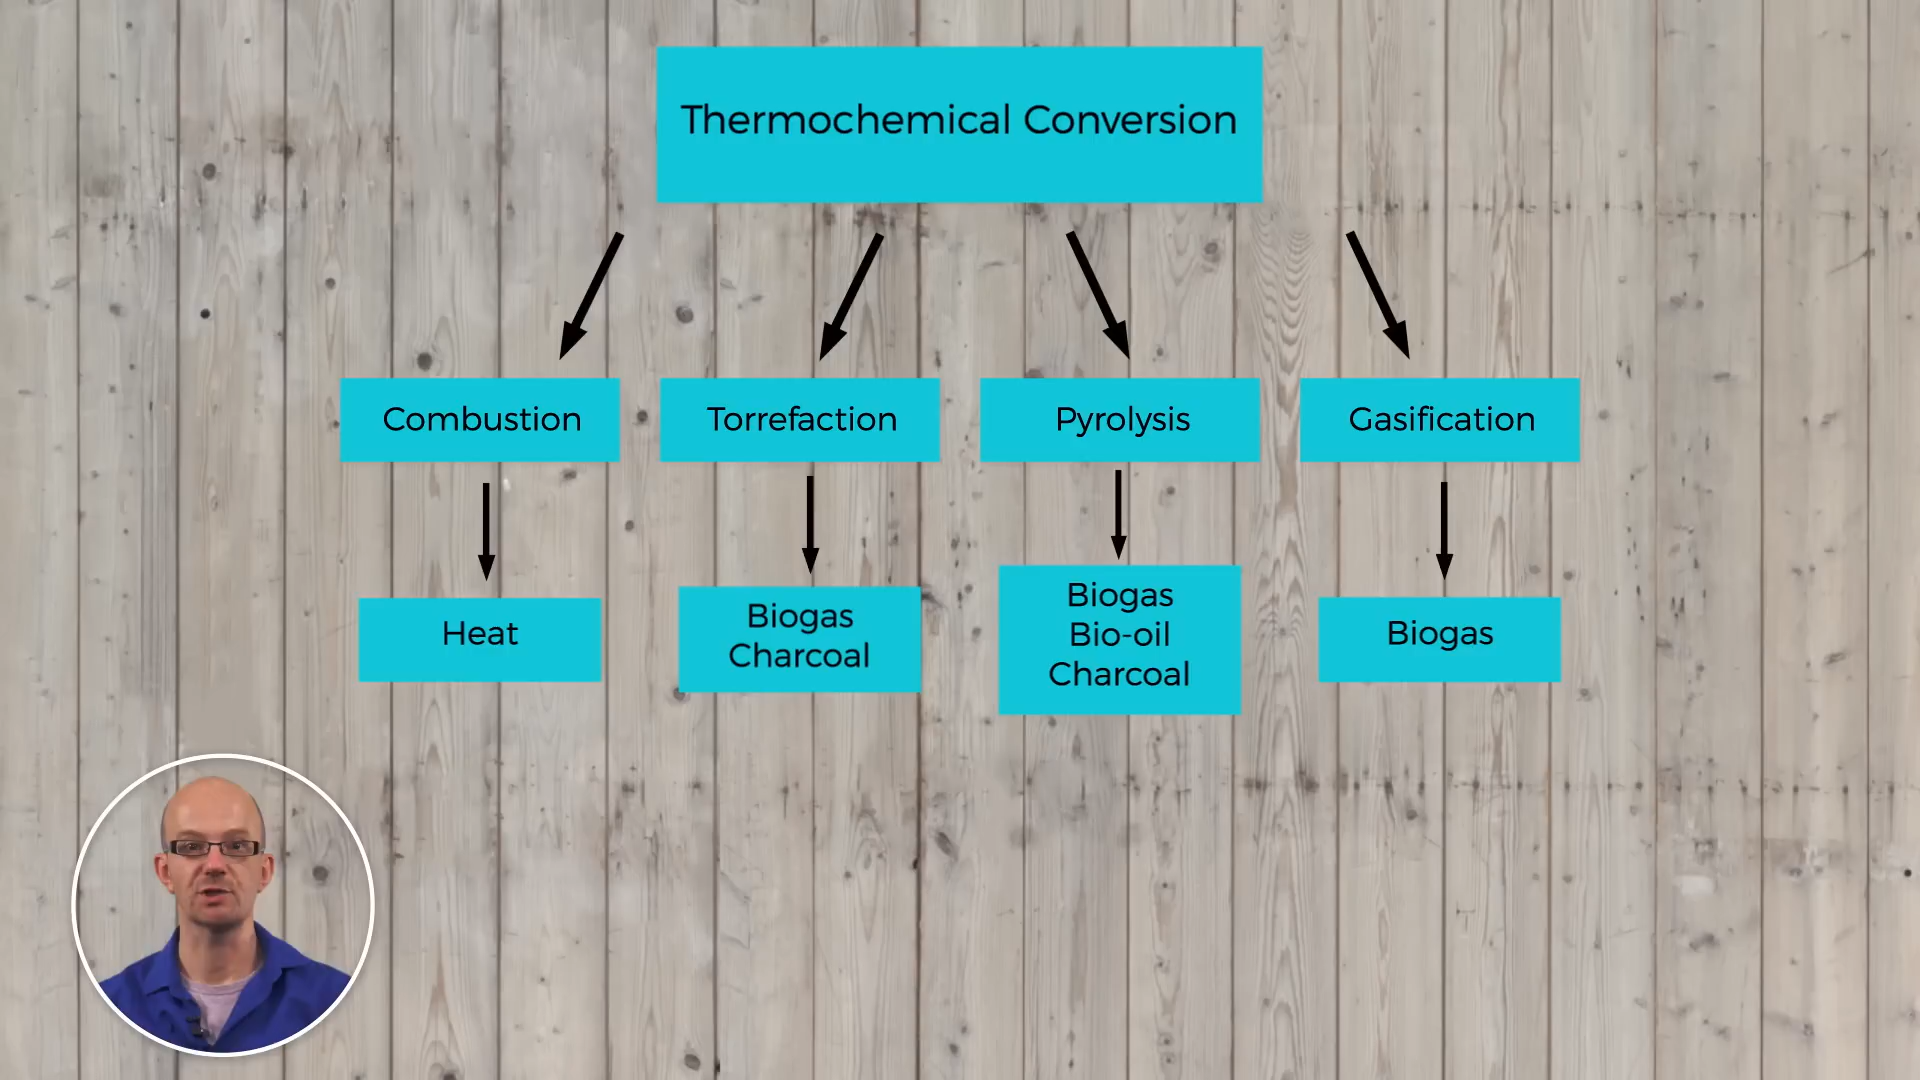 Thermochemical Conversion
Combustion
Torrefaction
Pyrolysis
Gasification
Heat
Biogas
Charcoal
Biogas
Bio-oil
Charcoal
Biogas